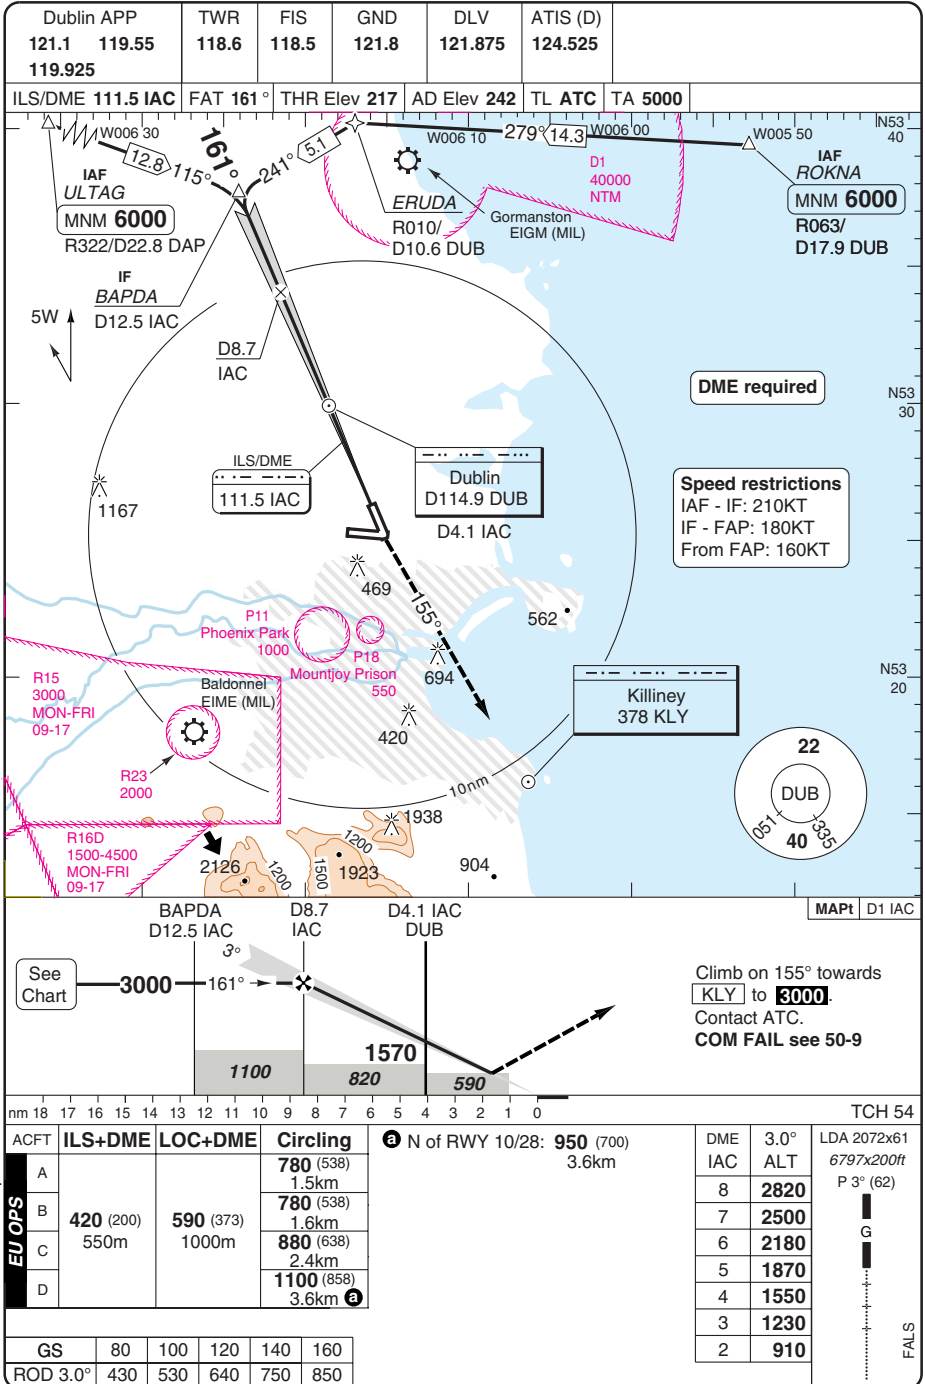 Dublin APP
121.1 119.55
119.925
TWR
118.6
FIS
118.5
GND
121.8
DLV
121.875
ATIS (D)
124.525
ILS/DME 111.5 IAC
FAT 161°
THR Elev 217
AD Elev 242
TL ATC
TA 5000
W006 30
W006 10
W006 00
W005 50
N53
40
12.8
115°
161°
241°
5.1
279°
14.3
IAF
ULTAG
MNM 6000
R322/D22.8 DAP
ERUDA
R010/
D10.6 DUB
Gormanston
EIGM (MIL)
D1
40000
NTM
IAF
ROKNA
MNM 6000
R063/
D17.9 DUB
IF
BAPDA
D12.5 IAC
5W
D8.7
IAC
DME required
N53
30
ILS/DME
111.5 IAC
Dublin
D114.9 DUB
D4.1 IAC
Speed restrictions
IAF - IF: 210KT
IF - FAP: 180KT
From FAP: 160KT
1167
469
155°
562
P11
Phoenix Park
1000
P18
Mountjoy Prison
550
694
R15
3000
MON-FRI
09-17
Baldonnel
EIME (MIL)
N53
20
Killiney
378 KLY
420
R23
2000
10nm
22
DUB
051
335
40
R16D
1500-4500
MON-FRI
09-17
1938
1200
2126
1200
1500
1923
904
BAPDA
D12.5 IAC
D8.7
IAC
D4.1 IAC
DUB
MAPt D1 IAC
3°
See
Chart
3000
161°
1570
1100
820
590
Climb on 155° towards
KLY to 3000.
Contact ATC.
COM FAIL see 50-9
nm 18 17 16 15 14 13 12 11 10 9 8 7 6 5 4 3 2 1 0
TCH 54
ACFT ILS+DME LOC+DME Circling
EU OPS
A
B
C
D
420 (200)
550m
590 (373)
1000m
780 (538)
1.5km
780 (538)
1.6km
880 (638)
2.4km
1100 (858)
3.6km a
a N of RWY 10/28: 950 (700)
3.6km
DME
IAC
3.0°
ALT
8 2820
7 2500
6 2180
5 1870
4 1550
3 1230
2 910
LDA 2072x61
6797x200ft
P 3° (62)
G
FALS
GS 80 100 120 140 160
ROD 3.0° 430 530 640 750 850